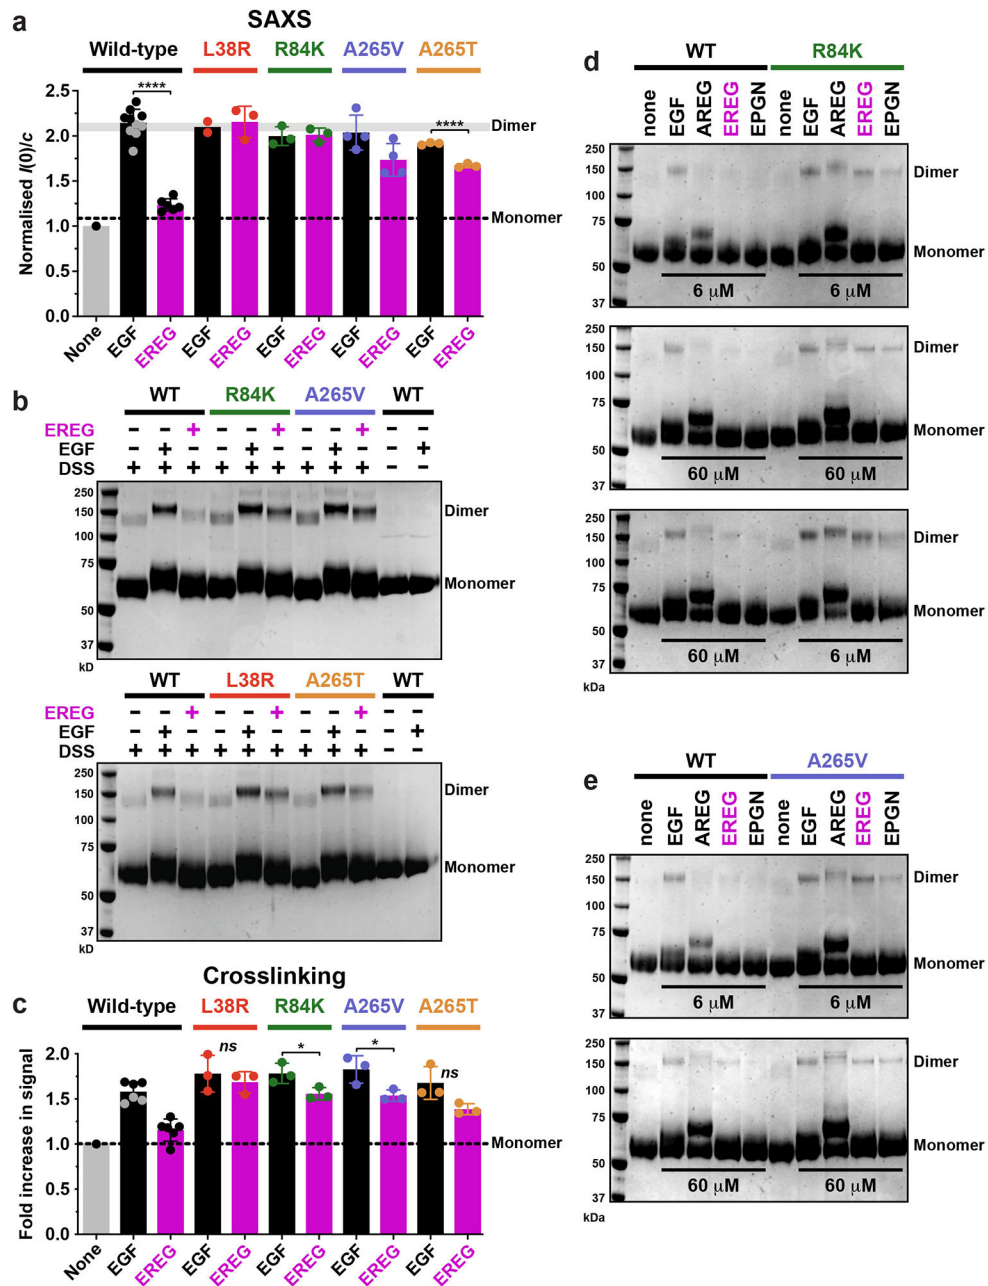 a
SAXS
Wild-type L38R R84K A265V A265T
Normalised I(0)/c
2.5
2.0
1.5
1.0
0.5
0.0
**** ****
Dimer
Monomer
None EGF EREG EGF EREG EGF EREG EGF EREG EGF EREG
b
WT R84K A265V WT
EREG − − + − − + − − + − −
EGF − + − − + − − + − − +
DSS + + + + + + + + + − −
250
150
100
75
50
37
kD
Dimer
Monomer
WT L38R A265T WT
EREG − − + − − + − − + − −
EGF − + − − + − − + − − +
DSS + + + + + + + + + − −
250
150
100
75
50
37
kD
Dimer
Monomer
Crosslinking
c
Wild-type L38R R84K A265V A265T
Fold increase in signal
2.0
1.5
1.0
0.5
0.0
ns * * ns
Monomer
None EGF EREG EGF EREG EGF EREG EGF EREG EGF EREG
d
WT R84K
none EGF AREG EREG EPGN none EGF AREG EREG EPGN
250
150
100
75
50
37
Dimer
Monomer
6 μM 6 μM
250
150
100
75
50
37
Dimer
Monomer
60 μM 60 μM
250
150
100
75
50
37
kDa
Dimer
Monomer
60 μM 6 μM
e
WT A265V
none EGF AREG EREG EPGN none EGF AREG EREG EPGN
250
150
100
75
50
37
Dimer
Monomer
6 μM 6 μM
250
150
100
75
50
37
kDa
Dimer
Monomer
60 μM 60 μM